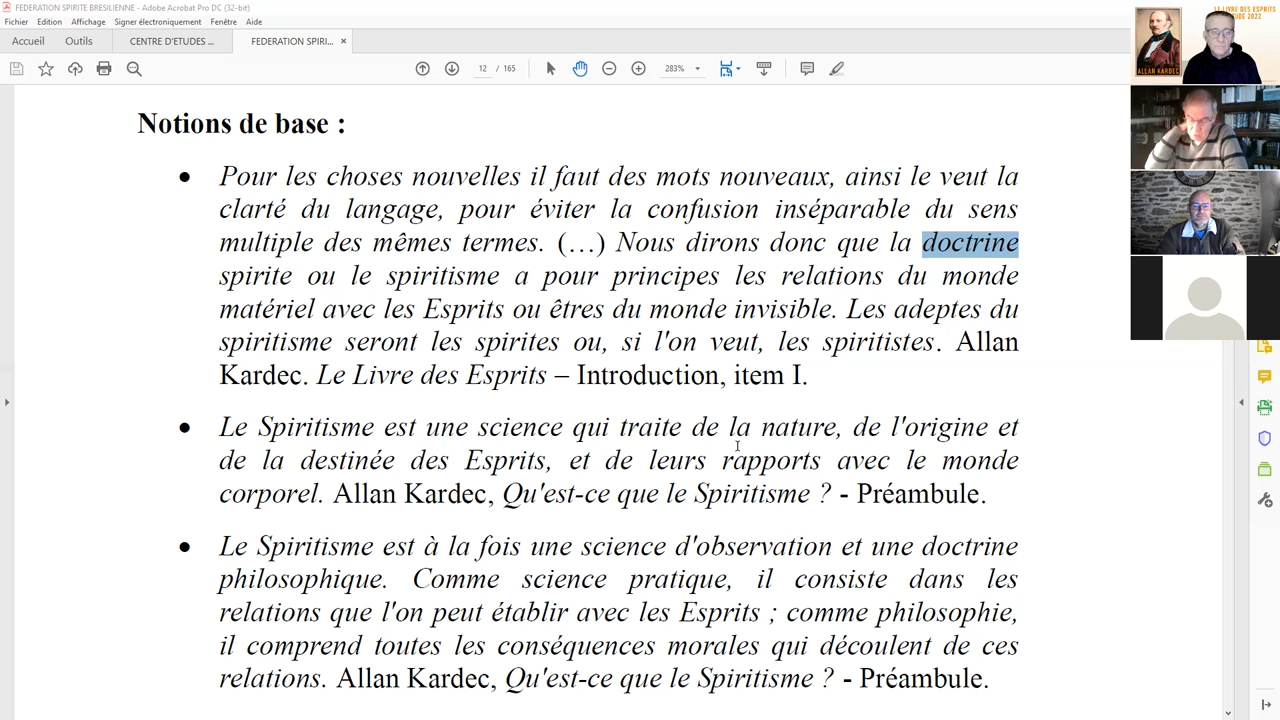 FEDERATION SPIRITE BRESILIENNE - Adobe Acrobat Pro DC (32-bit)
Fichier Edition Affichage Signer électroniquement Fenêtre Aide
Accueil Outils CENTRE D'ETUDES ... FEDERATION SPIRI... ×
12 / 165 283%
Notions de base :
• Pour les choses nouvelles il faut des mots nouveaux, ainsi le veut la
clarté du langage, pour éviter la confusion inséparable du sens
multiple des mêmes termes. (…) Nous dirons donc que la doctrine
spirite ou le spiritisme a pour principes les relations du monde
matériel avec les Esprits ou êtres du monde invisible. Les adeptes du
spiritisme seront les spirites ou, si l'on veut, les spiritistes. Allan
Kardec. Le Livre des Esprits – Introduction, item I.
• Le Spiritisme est une science qui traite de la nature, de l'origine et
de la destinée des Esprits, et de leurs rapports avec le monde
corporel. Allan Kardec, Qu'est-ce que le Spiritisme ? - Préambule.
• Le Spiritisme est à la fois une science d'observation et une doctrine
philosophique. Comme science pratique, il consiste dans les
relations que l'on peut établir avec les Esprits ; comme philosophie,
il comprend toutes les conséquences morales qui découlent de ces
relations. Allan Kardec, Qu'est-ce que le Spiritisme ? - Préambule.
LIVRE DES ESPRITS
2022
ALLAN KARDEC